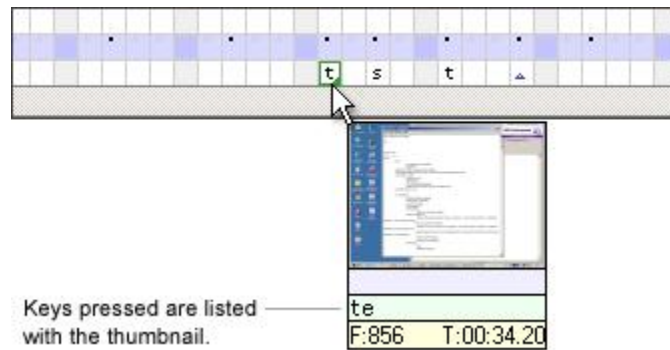 t s t
Keys pressed are listed
with the thumbnail.
te
F:856 T:00:34.20